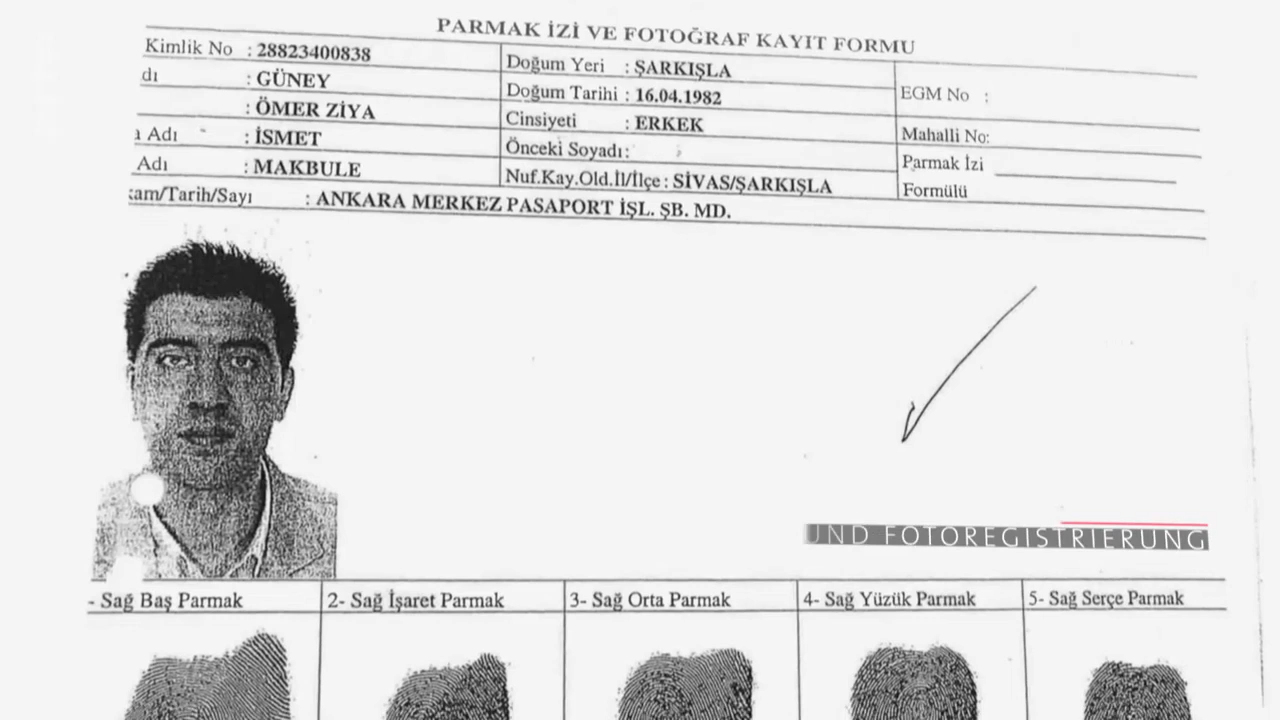 PARMAK İZİ VE FOTOĞRAF KAYIT FORMU
Kimlik No : 28823400838
Doğum Yeri : ŞARKIŞLA
EGM No :
dı : GÜNEY
Doğum Tarihi : 16.04.1982
: ÖMER ZİYA
Cinsiyeti : ERKEK
Mahalli No:
Adı : İSMET
Önceki Soyadı:
Parmak İzi
Adı : MAKBULE
Nuf.Kay.Old.İl/İlçe : SİVAS/ŞARKIŞLA
Formülü
kam/Tarih/Sayı : ANKARA MERKEZ PASAPORT İŞL. ŞB. MD.
UND FOTOREGISTRIERUNG
- Sağ Baş Parmak
2- Sağ İşaret Parmak
3- Sağ Orta Parmak
4- Sağ Yüzük Parmak
5- Sağ Serçe Parmak